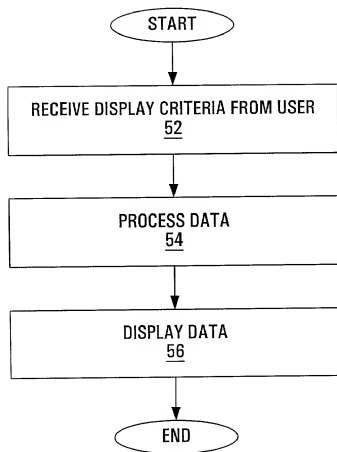 START
RECEIVE DISPLAY CRITERIA FROM USER
52
PROCESS DATA
54
DISPLAY DATA
56
END